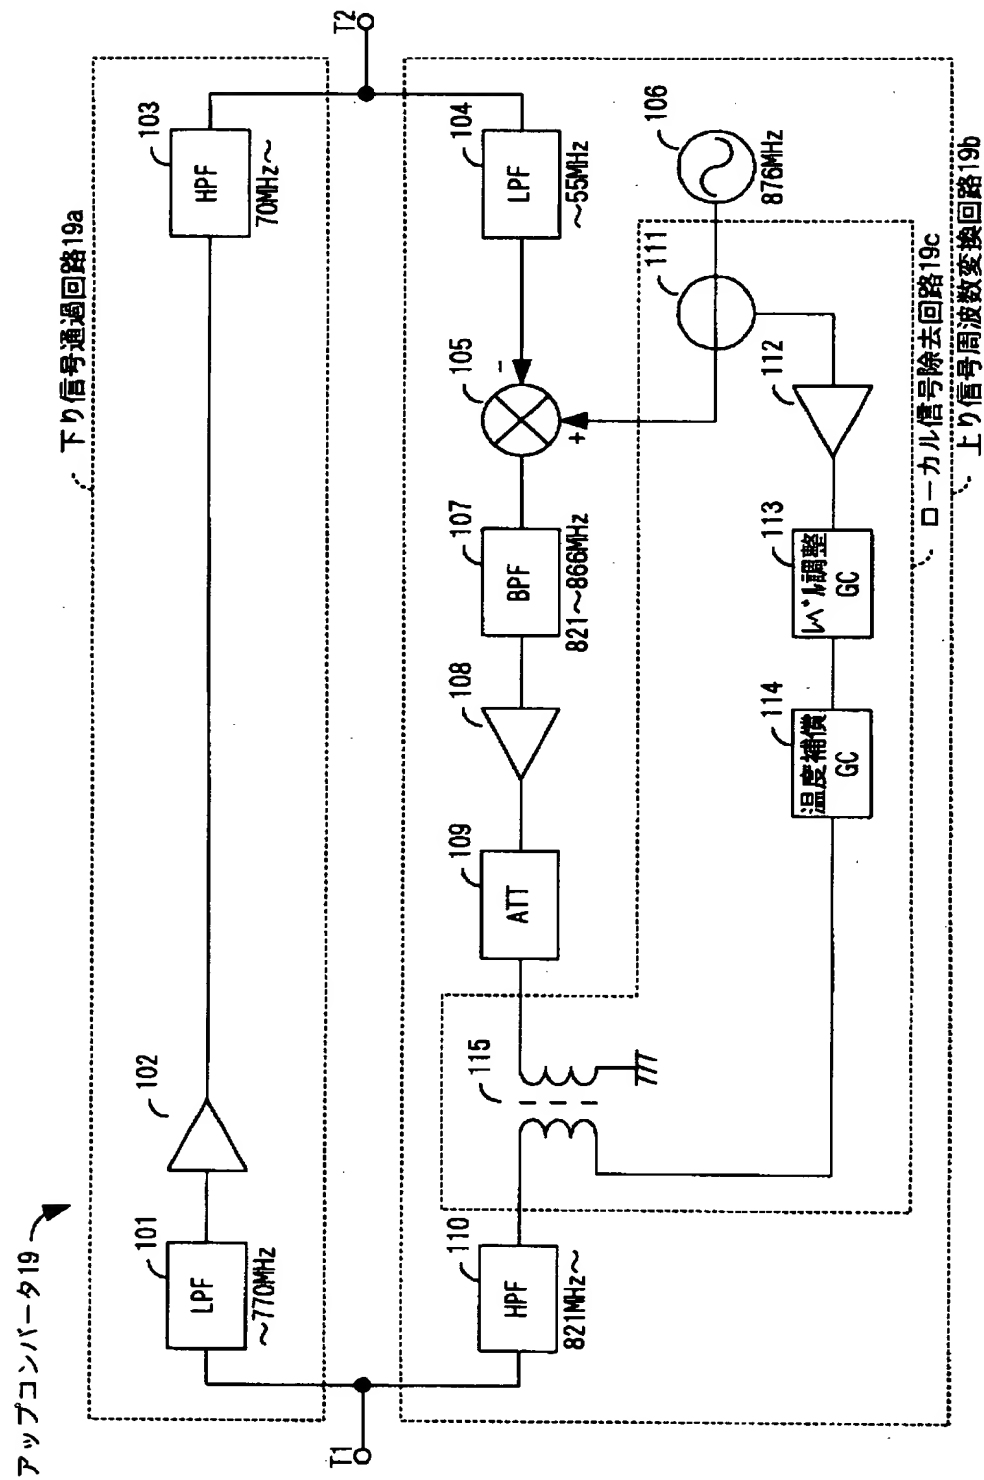 アップコンバータ19
下り信号通過回路19a
T1
T2
101
LPF
～770MHz
102
103
HPF
70MHz～
110
HPF
821MHz～
115
109
ATT
108
107
BPF
821～866MHz
105
-
+
104
LPF
～55MHz
106
876MHz
111
112
113
レベル調整
GC
114
温度補償
GC
ローカル信号除去回路19c
上り信号周波数変換回路19b